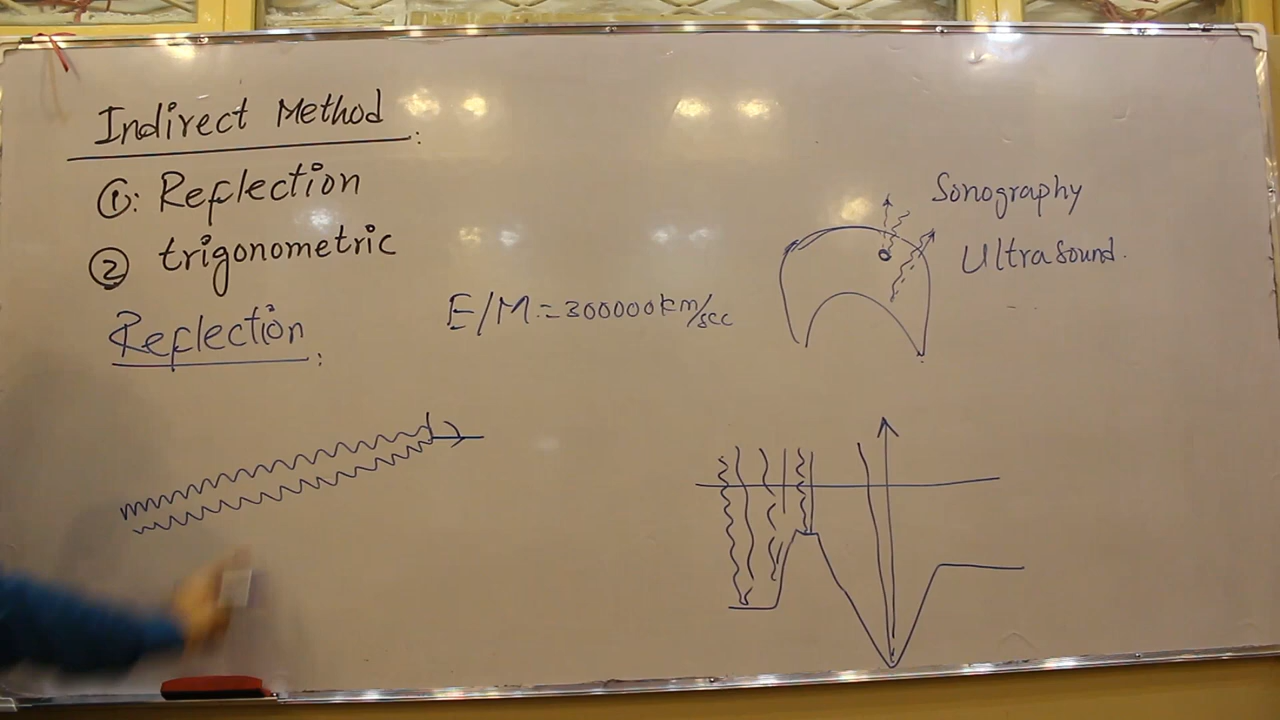 Indirect Method:
①: Reflection
② trigonometric
Reflection:
E/M = 300000 km/sec
Sonography
Ultrasound.